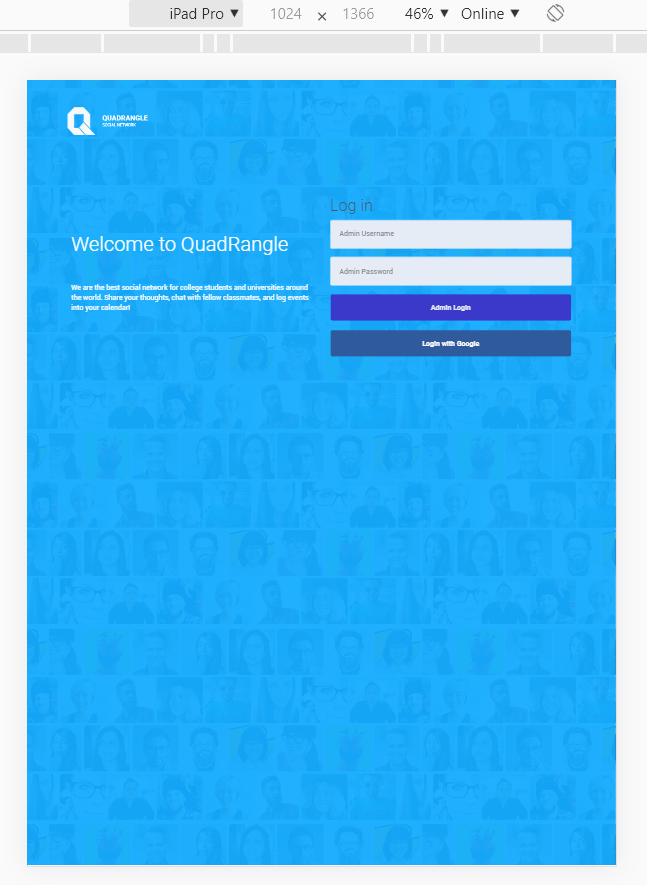 iPad Pro ▼ 1024 × 1366 46% ▼ Online ▼
QUADRANGLE
SOCIAL NETWORK
Log in
Admin Username
Welcome to QuadRangle
Admin Password
We are the best social network for college students and universities around
the world. Share your thoughts, chat with fellow classmates, and log events
into your calendar!
Admin Login
Login with Google